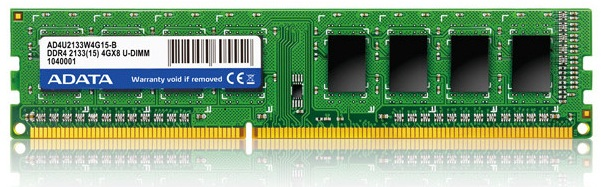 AD4U2133W4G15-B
DDR4 2133(15) 4GX8 U-DIMM
1040001
ADATA
Warranty void if removed
CE